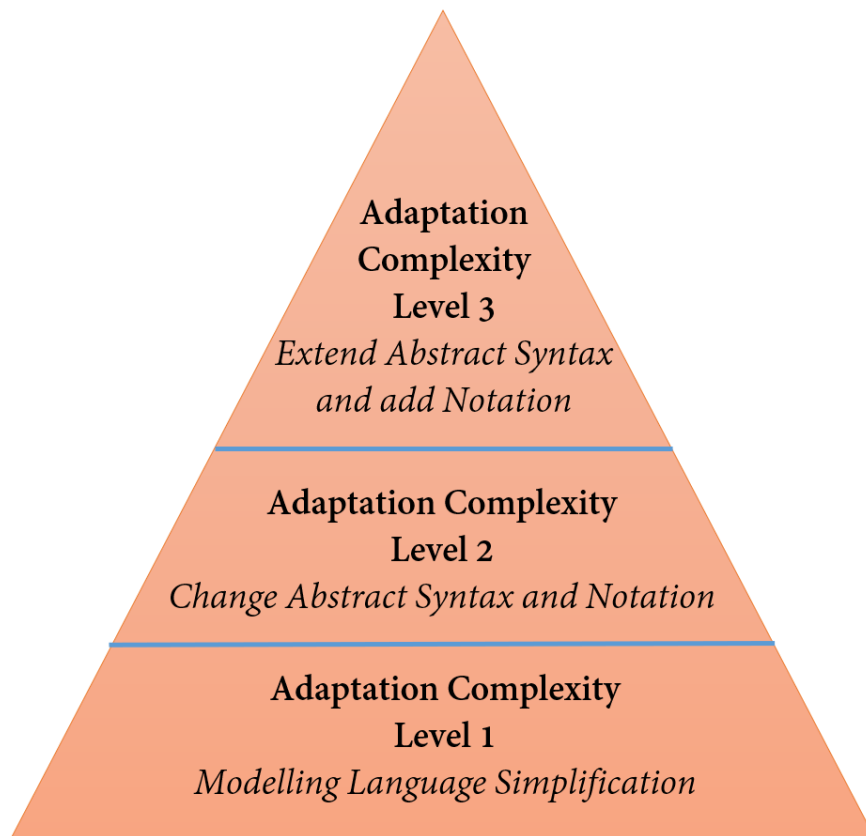 Adaptation
Complexity
Level 3
Extend Abstract Syntax
and add Notation
Adaptation Complexity
Level 2
Change Abstract Syntax and Notation
Adaptation Complexity
Level 1
Modelling Language Simplification